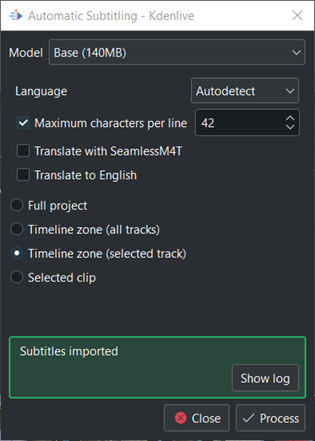 Automatic Subtitling - Kdenlive
Model Base (140MB)
Language Autodetect
Maximum characters per line 42
Translate with SeamlessM4T
Translate to English
Full project
Timeline zone (all tracks)
Timeline zone (selected track)
Selected clip
Subtitles imported
Show log
Close Process